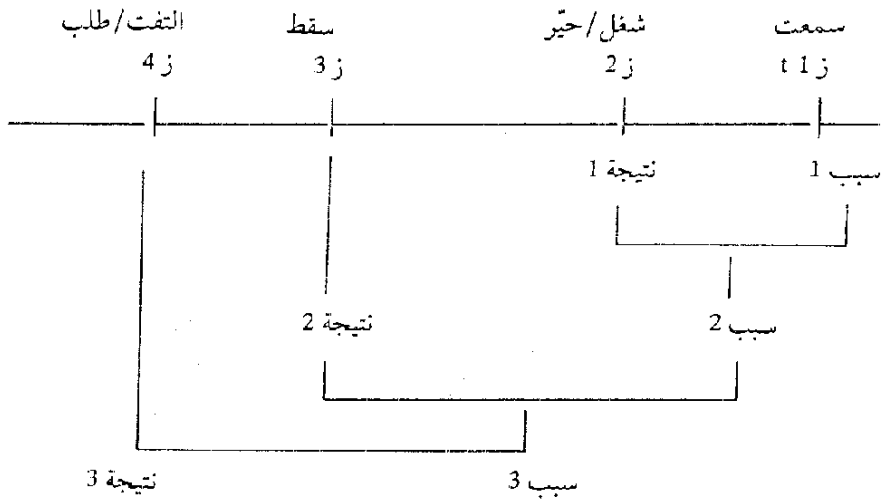 سمعت شغل/حيّر سقط التفت/طلب
ز 1 t ز 2 ز 3 ز 4
سبب 1 نتيجة 1
سبب 2 نتيجة 2
سبب 3 نتيجة 3